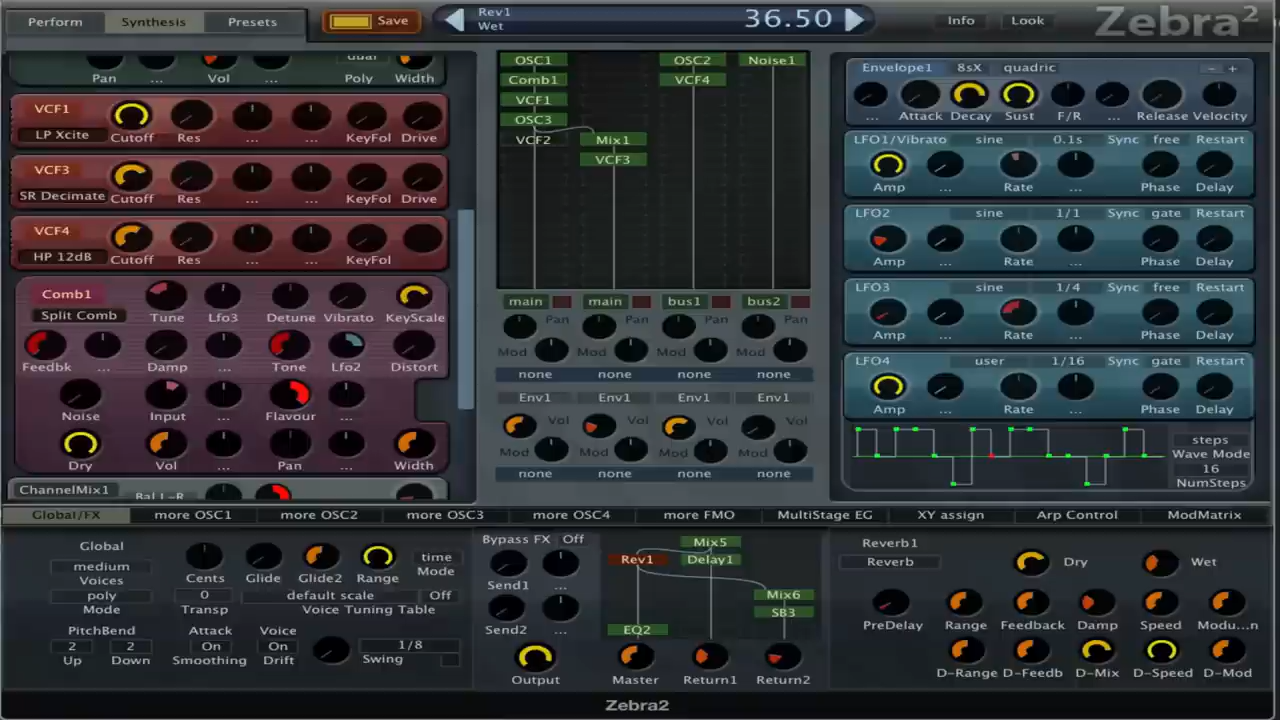 Perform Synthesis Presets Save
Rev1
Wet
36.50
Info Look
Zebra2
Pan ... Vol Poly Width
VCF1
LP Xcite
Cutoff Res ... ... KeyFol Drive
VCF3
SR Decimate
Cutoff Res ... ... KeyFol Drive
VCF4
HP 12dB
Cutoff Res ... ... KeyFol
Comb1
Split Comb
Tune Lfo3 Detune Vibrato KeyScale
Feedbk ... Damp ... Tone Lfo2 Distort
Noise Input ... Flavour ...
Dry Vol ... Pan ... Width
ChannelMix1 Bal L-R
OSC1 OSC2 Noise1
Comb1 VCF4
VCF1
OSC3
VCF2 Mix1
VCF3
main main bus1 bus2
Pan Pan Pan Pan
Mod Mod Mod Mod
none none none none
Env1 Env1 Env1 Env1
Vol Vol Vol Vol
Mod Mod Mod Mod
none none none none
Envelope1 8sX quadric - +
... Attack Decay Sust F/R ... Release Velocity
LFO1/Vibrato sine 0.1s Sync free Restart
Amp ... Rate ... Phase Delay
LFO2 sine 1/1 Sync gate Restart
Amp ... Rate ... Phase Delay
LFO3 sine 1/4 Sync free Restart
Amp ... Rate ... Phase Delay
LFO4 user 1/16 Sync gate Restart
Amp ... Rate ... Phase Delay
steps
Wave Mode
16
NumSteps
Global/FX more OSC1 more OSC2 more OSC3 more OSC4 more FMO MultiStage EG XY assign Arp Control ModMatrix
Global
medium
Voices
poly
Mode
PitchBend
2 2
Up Down
Cents Glide Glide2 Range
time
Mode
0 default scale Off
Transp Voice Tuning Table
Attack Voice
On On
Smoothing Drift
1/8
Swing
Bypass FX Off
Send1 ...
Send2 ...
Output
Mix5
Rev1 Delay1
Mix6
SB3
EQ2
Master Return1 Return2
Reverb1
Reverb
Dry Wet
PreDelay Range Feedback Damp Speed Modu...n
D-Range D-Feedb D-Mix D-Speed D-Mod
Zebra2